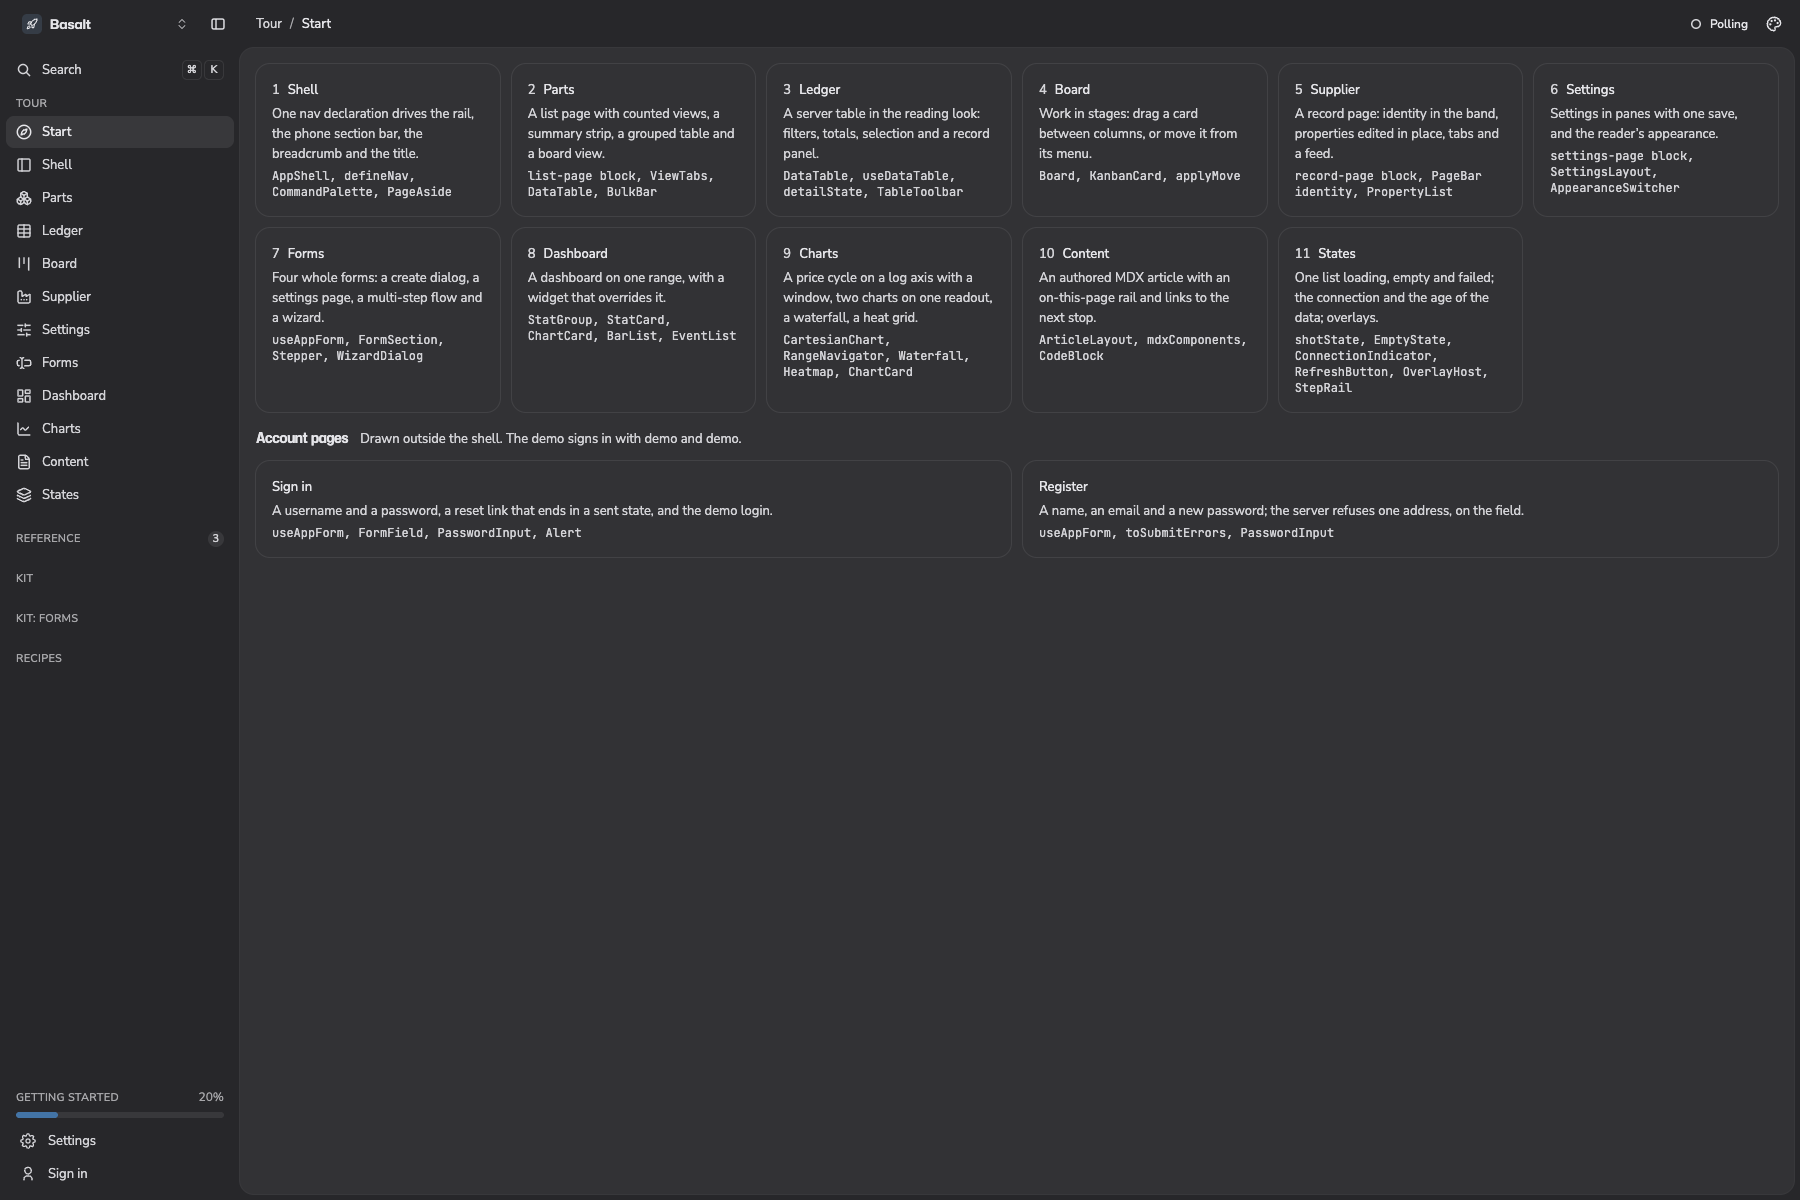 Basalt
Search ⌘ K
TOUR
Start
Shell
Parts
Ledger
Board
Supplier
Settings
Forms
Dashboard
Charts
Content
States
REFERENCE 3
KIT
KIT: FORMS
RECIPES
GETTING STARTED 20%
Settings
Sign in
Tour / Start
Polling
1 Shell
One nav declaration drives the rail,
the phone section bar, the
breadcrumb and the title.
AppShell, defineNav,
CommandPalette, PageAside
2 Parts
A list page with counted views, a
summary strip, a grouped table and
a board view.
list-page block, ViewTabs,
DataTable, BulkBar
3 Ledger
A server table in the reading look:
filters, totals, selection and a record
panel.
DataTable, useDataTable,
detailState, TableToolbar
4 Board
Work in stages: drag a card
between columns, or move it from
its menu.
Board, KanbanCard, applyMove
5 Supplier
A record page: identity in the band,
properties edited in place, tabs and
a feed.
record-page block, PageBar
identity, PropertyList
6 Settings
Settings in panes with one save,
and the reader's appearance.
settings-page block,
SettingsLayout,
AppearanceSwitcher
7 Forms
Four whole forms: a create dialog, a
settings page, a multi-step flow and
a wizard.
useAppForm, FormSection,
Stepper, WizardDialog
8 Dashboard
A dashboard on one range, with a
widget that overrides it.
StatGroup, StatCard,
ChartCard, BarList, EventList
9 Charts
A price cycle on a log axis with a
window, two charts on one readout,
a waterfall, a heat grid.
CartesianChart,
RangeNavigator, Waterfall,
Heatmap, ChartCard
10 Content
An authored MDX article with an
on-this-page rail and links to the
next stop.
ArticleLayout, mdxComponents,
CodeBlock
11 States
One list loading, empty and failed;
the connection and the age of the
data; overlays.
shotState, EmptyState,
ConnectionIndicator,
RefreshButton, OverlayHost,
StepRail
Account pages Drawn outside the shell. The demo signs in with demo and demo.
Sign in
A username and a password, a reset link that ends in a sent state, and the demo login.
useAppForm, FormField, PasswordInput, Alert
Register
A name, an email and a new password; the server refuses one address, on the field.
useAppForm, toSubmitErrors, PasswordInput